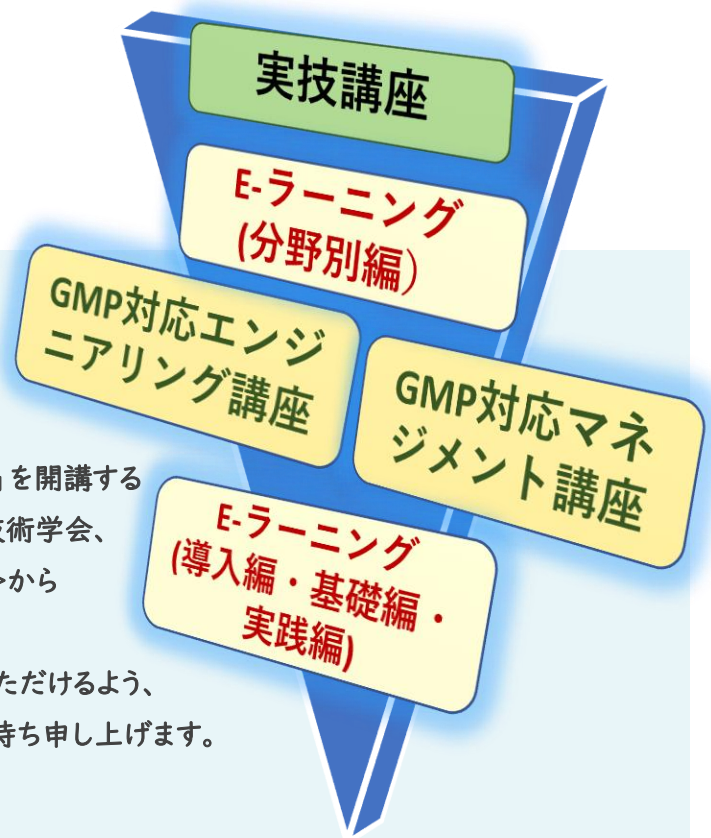 実技講座
E-ラーニング
(分野別編)
GMP対応エンジ
ニアリング講座
GMP対応マネ
ジメント講座
E-ラーニング
(導入編・基礎編・
実践編)
を開講する
技術学会、
から
ただけるよう、
待ち申し上げます。